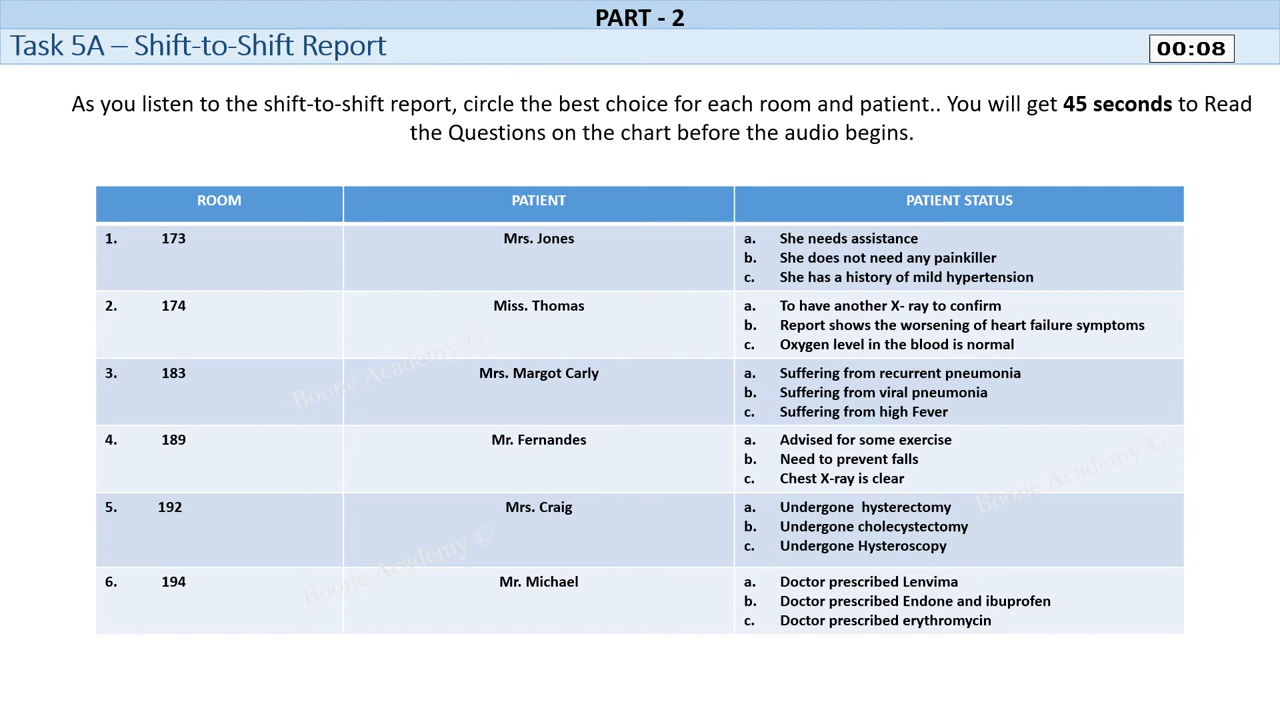 PART - 2
Task 5A – Shift-to-Shift Report
00:08
As you listen to the shift-to-shift report, circle the best choice for each room and patient.. You will get 45 seconds to Read
the Questions on the chart before the audio begins.
ROOM PATIENT PATIENT STATUS
1. 173 Mrs. Jones a. She needs assistance
b. She does not need any painkiller
c. She has a history of mild hypertension
2. 174 Miss. Thomas a. To have another X- ray to confirm
b. Report shows the worsening of heart failure symptoms
c. Oxygen level in the blood is normal
3. 183 Mrs. Margot Carly a. Suffering from recurrent pneumonia
b. Suffering from viral pneumonia
c. Suffering from high Fever
4. 189 Mr. Fernandes a. Advised for some exercise
b. Need to prevent falls
c. Chest X-ray is clear
5. 192 Mrs. Craig a. Undergone hysterectomy
b. Undergone cholecystectomy
c. Undergone Hysteroscopy
6. 194 Mr. Michael a. Doctor prescribed Lenvima
b. Doctor prescribed Endone and ibuprofen
c. Doctor prescribed erythromycin
Boone Academy ©
Boone Academy ©
Boone Academy ©